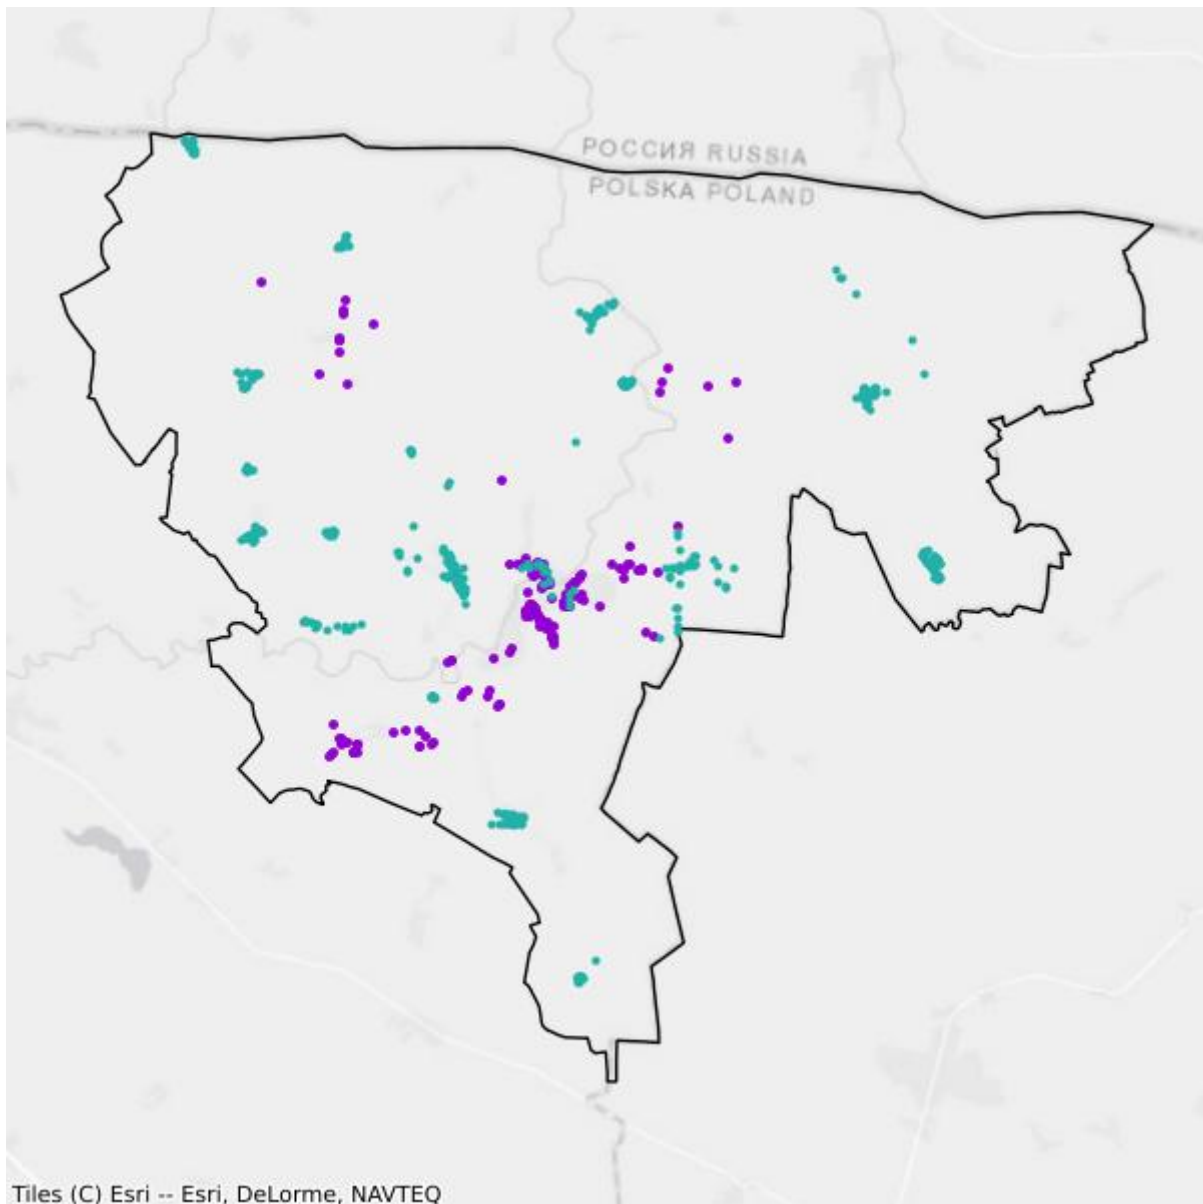 РОССИЯ RUSSIA
POLSKA POLAND
Tiles (C) Esri -- Esri, DeLorme, NAVTEQ